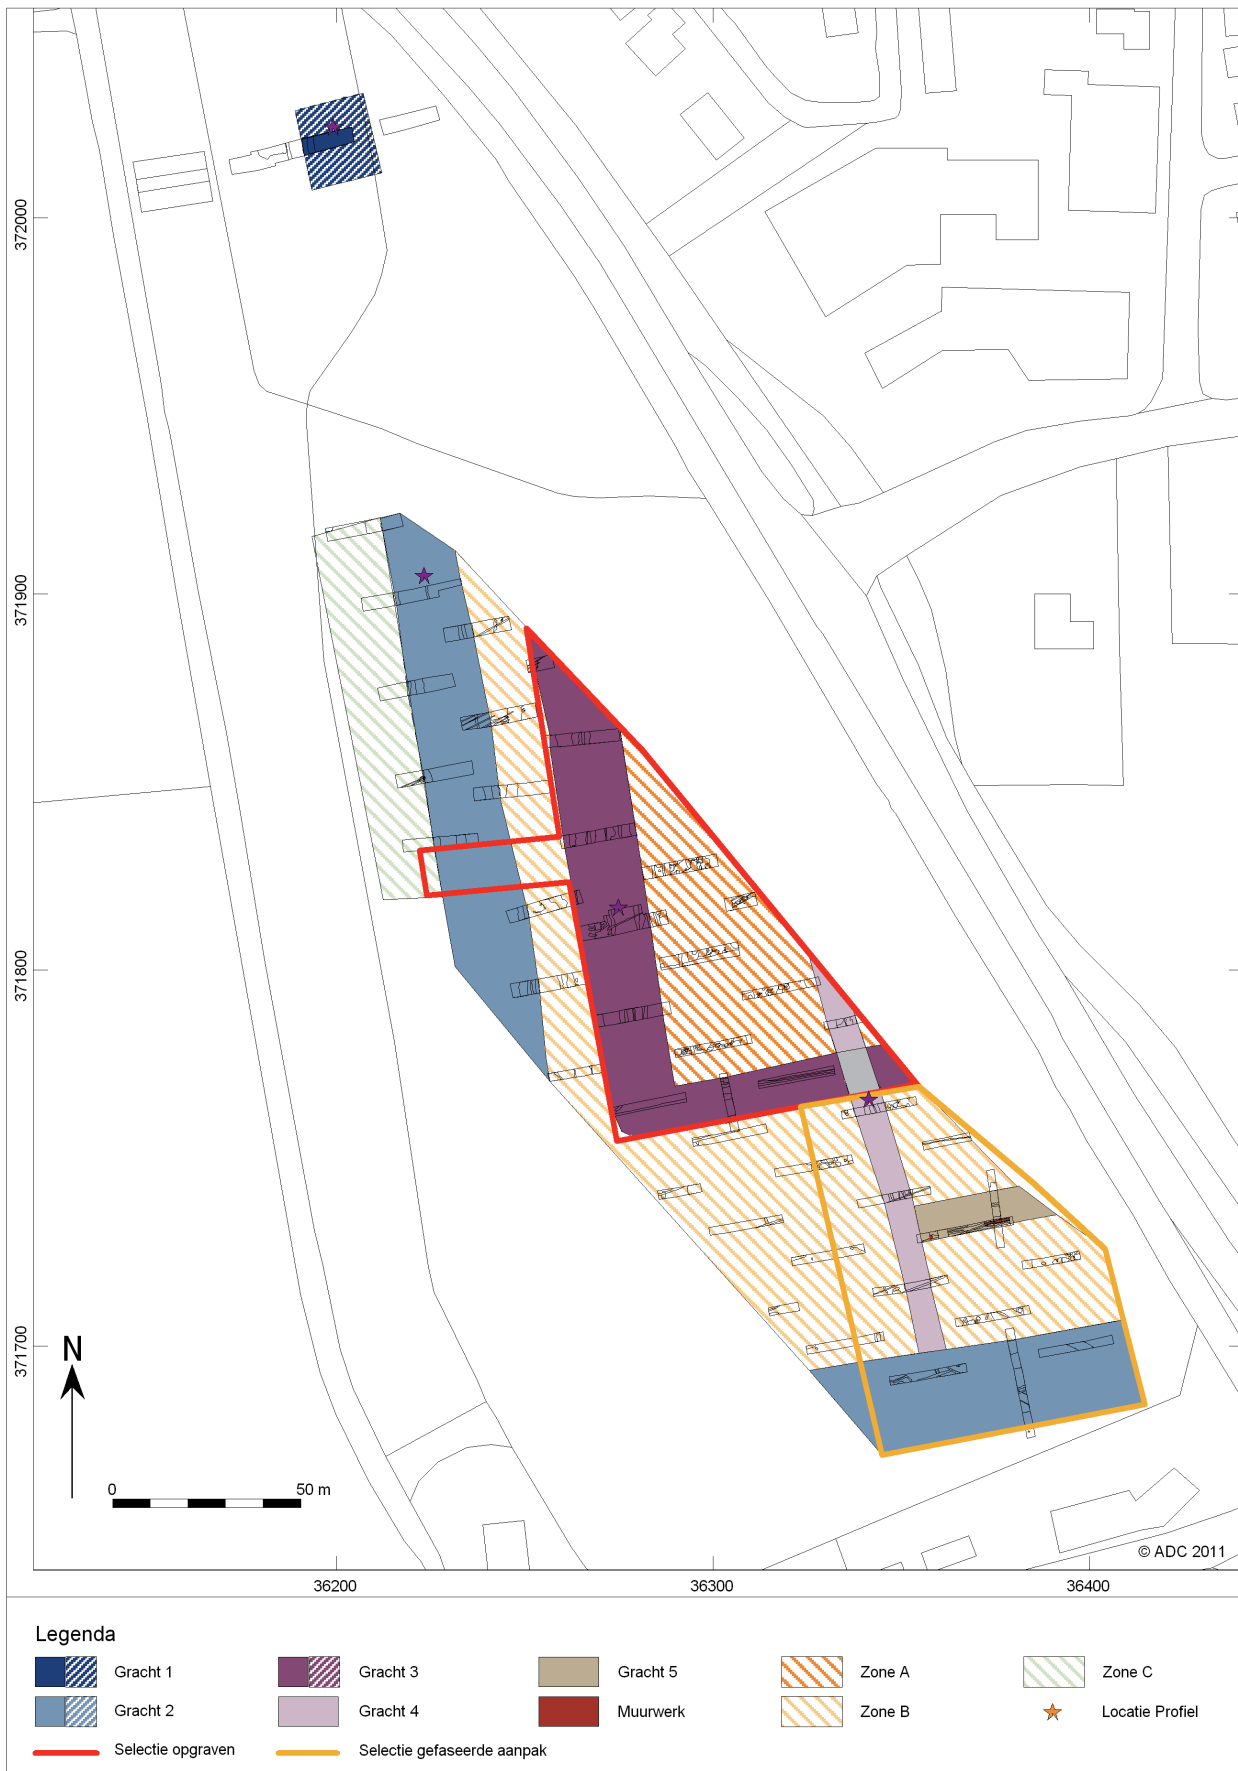 372000
371900
371800
371700
N
0 50 m
© ADC 2011
36200 36300 36400
Legenda
Gracht 1 Gracht 3 Gracht 5 Zone A Zone C
Gracht 2 Gracht 4 Muurwerk Zone B Locatie Profiel
Selectie opgraven Selectie gefaseerde aanpak